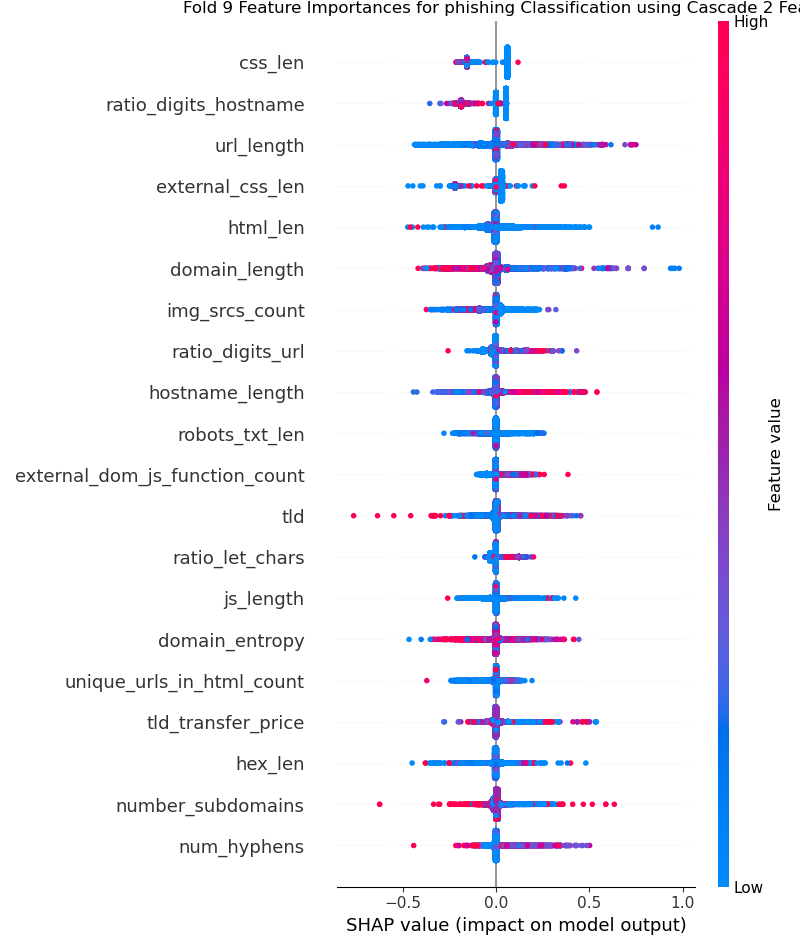 Fold 9 Feature Importances for phishing Classification using Cascade 2
High
css_len
ratio_digits_hostname
url_length
external_css_len
html_len
domain_length
img_srcs_count
ratio_digits_url
hostname_length
robots_txt_len
external_dom_js_function_count
tld
ratio_let_chars
js_length
domain_entropy
unique_urls_in_html_count
tld_transfer_price
hex_len
number_subdomains
num_hyphens
Feature value
Low
−0.5 0.0 0.5 1.0
SHAP value (impact on model output)